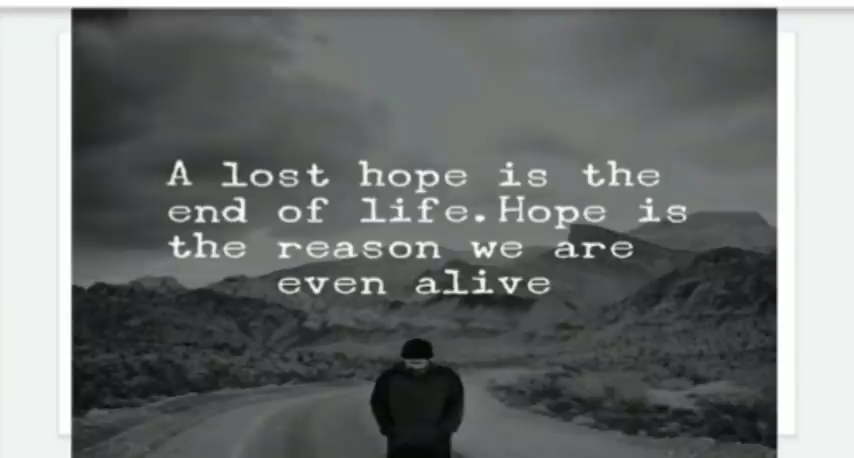 A lost hope is the
end of life.Hope is
the reason we are
even alive